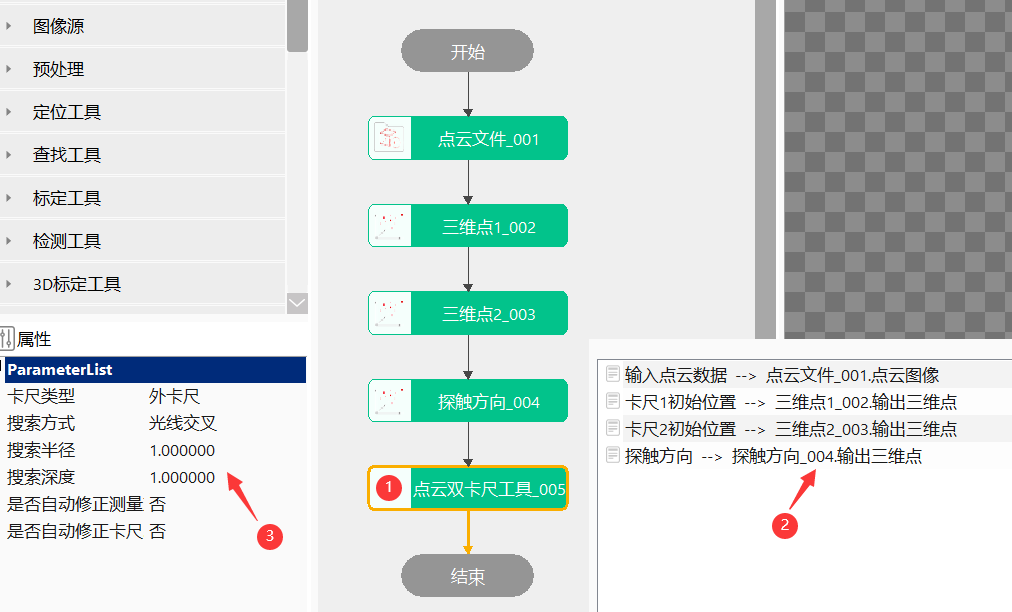 图像源
预处理
定位工具
查找工具
标定工具
检测工具
3D标定工具
属性
ParameterList
卡尺类型 外卡尺
搜索方式 光线交叉
搜索半径 1.000000
搜索深度 1.000000
是否自动修正测量 否
是否自动修正卡尺 否
3
开始
点云文件_001
三维点1_002
三维点2_003
探触方向_004
1 点云双卡尺工具_005
结束
输入点云数据 --> 点云文件_001.点云图像
卡尺1初始位置 --> 三维点1_002.输出三维点
卡尺2初始位置 --> 三维点2_003.输出三维点
探触方向 --> 探触方向_004.输出三维点
2